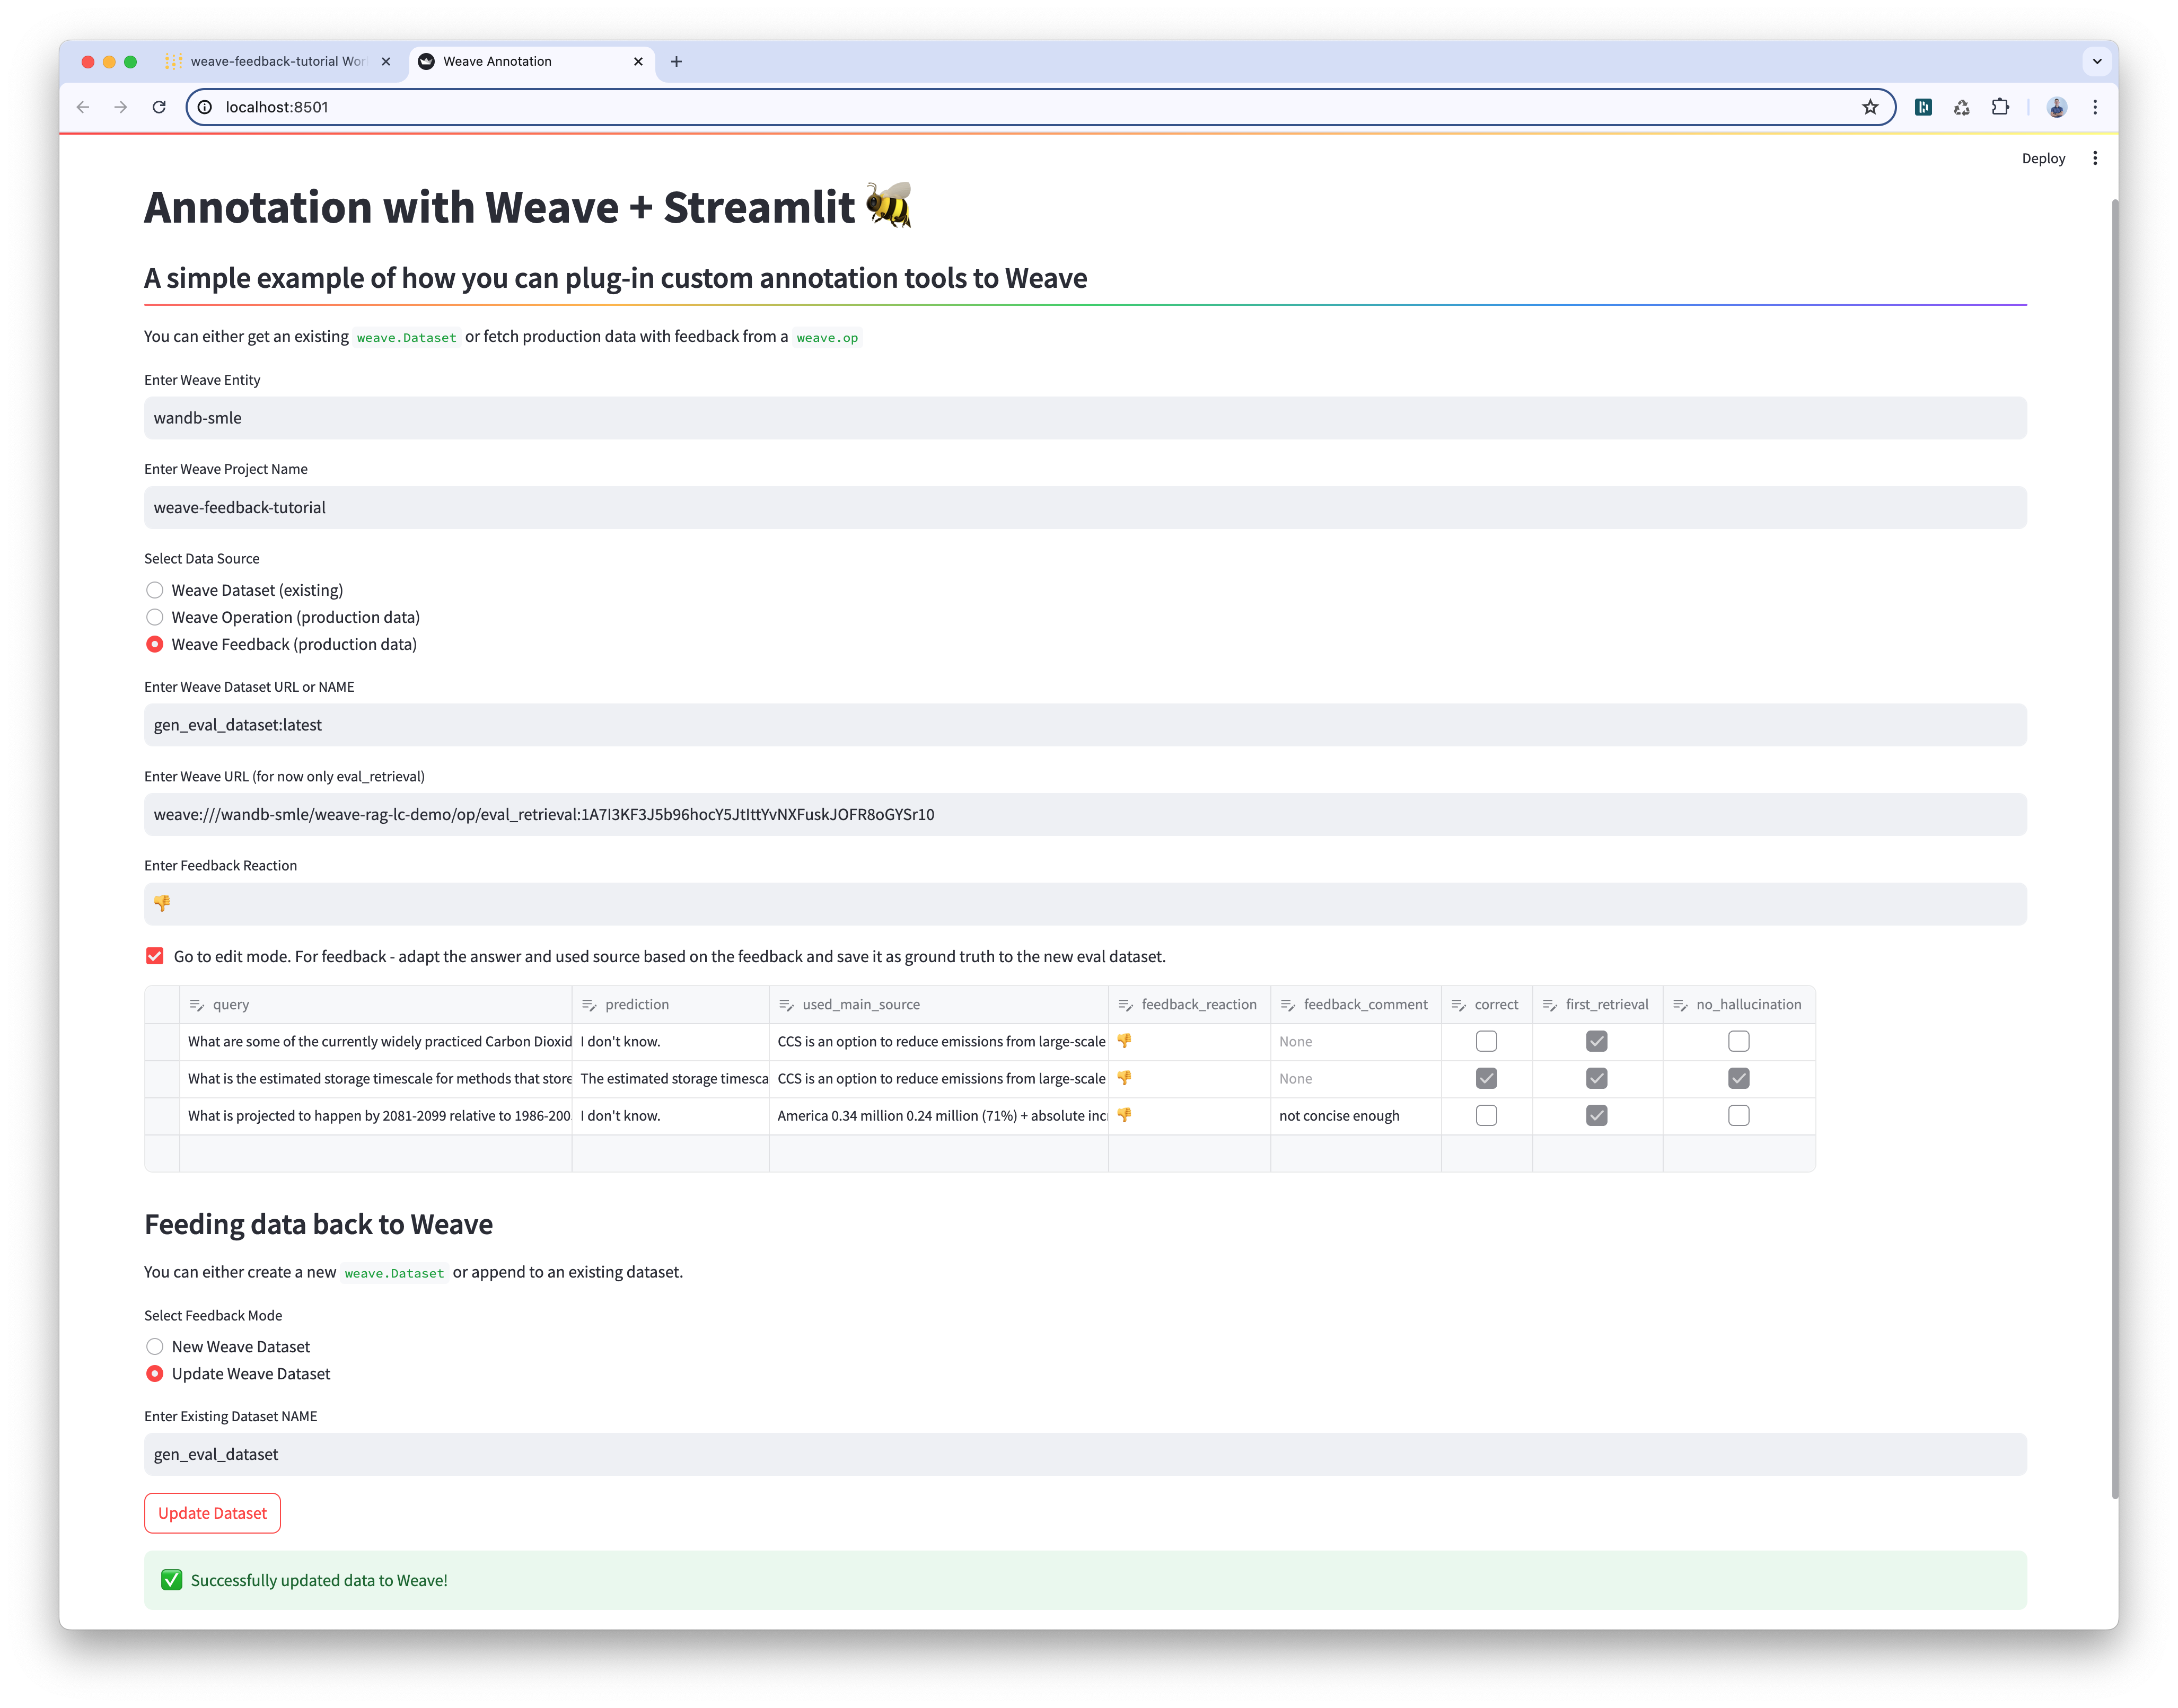 weave-feedback-tutorial Wor
Weave Annotation
localhost:8501
Deploy
Annotation with Weave + Streamlit 🐝
A simple example of how you can plug-in custom annotation tools to Weave
You can either get an existing weave.Dataset or fetch production data with feedback from a weave.op
Enter Weave Entity
wandb-smle
Enter Weave Project Name
weave-feedback-tutorial
Select Data Source
Weave Dataset (existing)
Weave Operation (production data)
Weave Feedback (production data)
Enter Weave Dataset URL or NAME
gen_eval_dataset:latest
Enter Weave URL (for now only eval_retrieval)
weave:///wandb-smle/weave-rag-lc-demo/op/eval_retrieval:1A7I3KF3J5b96hocY5JtIttYvNXFuskJOFR8oGYSr10
Enter Feedback Reaction
👎
Go to edit mode. For feedback - adapt the answer and used source based on the feedback and save it as ground truth to the new eval dataset.
query prediction used_main_source feedback_reaction feedback_comment correct first_retrieval no_hallucination
What are some of the currently widely practiced Carbon Dioxid I don't know. CCS is an option to reduce emissions from large-scale 👎 None
What is the estimated storage timescale for methods that store The estimated storage timesca CCS is an option to reduce emissions from large-scale 👎 None
What is projected to happen by 2081-2099 relative to 1986-200 I don't know. America 0.34 million 0.24 million (71%) + absolute incr 👎 not concise enough
Feeding data back to Weave
You can either create a new weave.Dataset or append to an existing dataset.
Select Feedback Mode
New Weave Dataset
Update Weave Dataset
Enter Existing Dataset NAME
gen_eval_dataset
Update Dataset
✅ Successfully updated data to Weave!